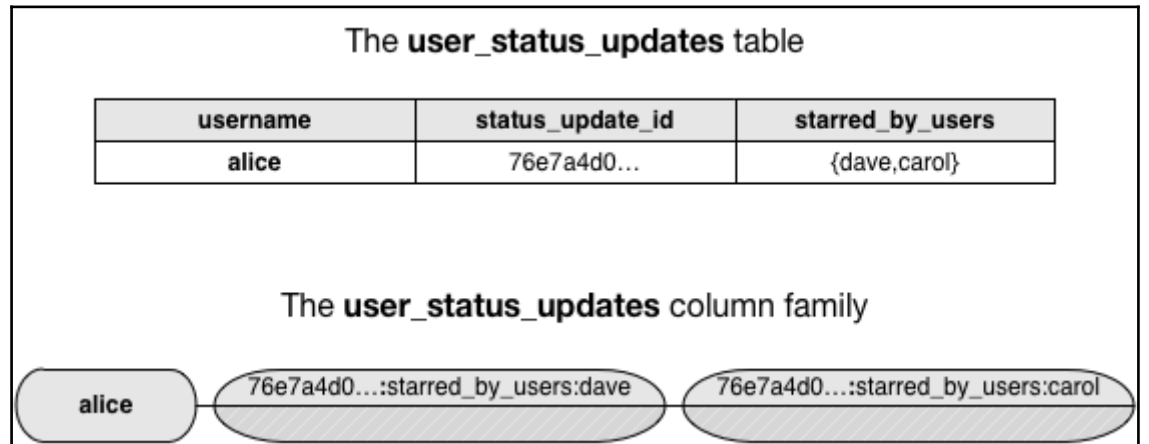 The user_status_updates table
username status_update_id starred_by_users
alice 76e7a4d0... {dave,carol}
The user_status_updates column family
alice 76e7a4d0...:starred_by_users:dave 76e7a4d0...:starred_by_users:carol